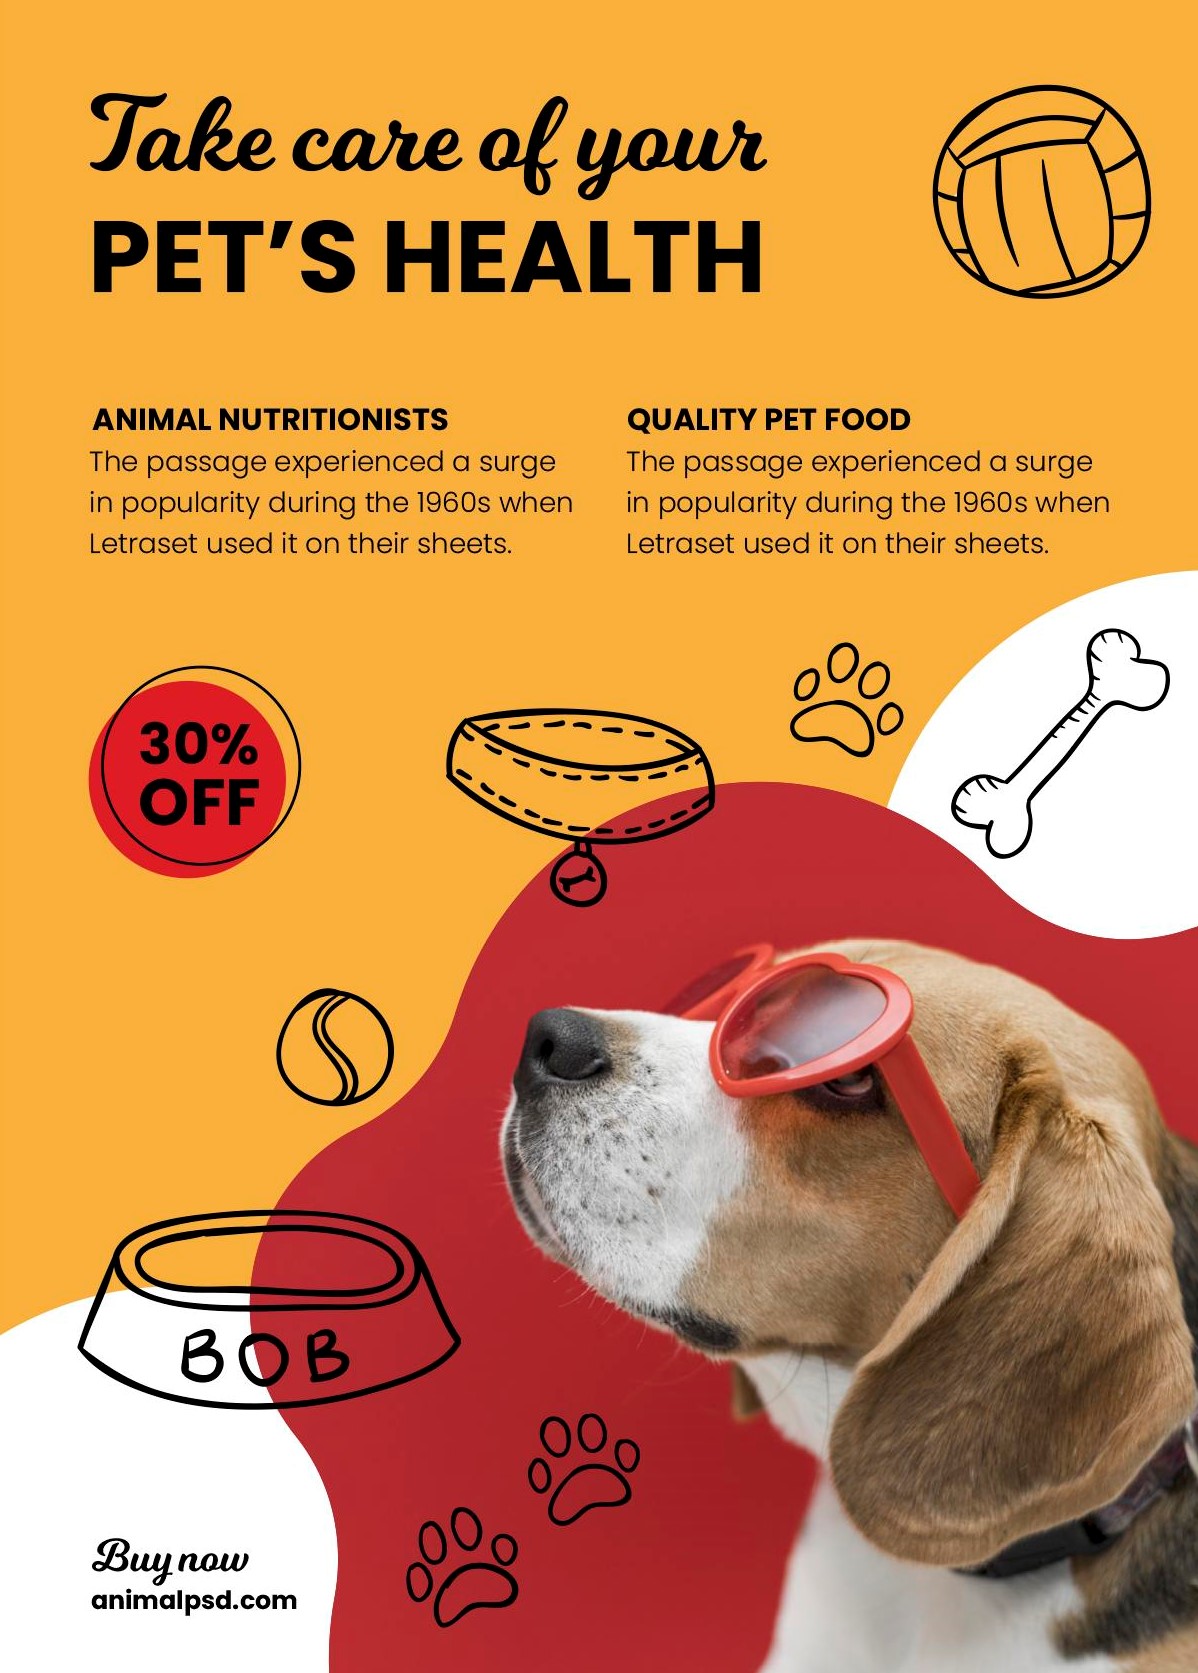 Take care of your
PET’S HEALTH
ANIMAL NUTRITIONISTS
The passage experienced a surge
in popularity during the 1960s when
Letraset used it on their sheets.
QUALITY PET FOOD
The passage experienced a surge
in popularity during the 1960s when
Letraset used it on their sheets.
30%
OFF
BOB
Buy now
animalpsd.com